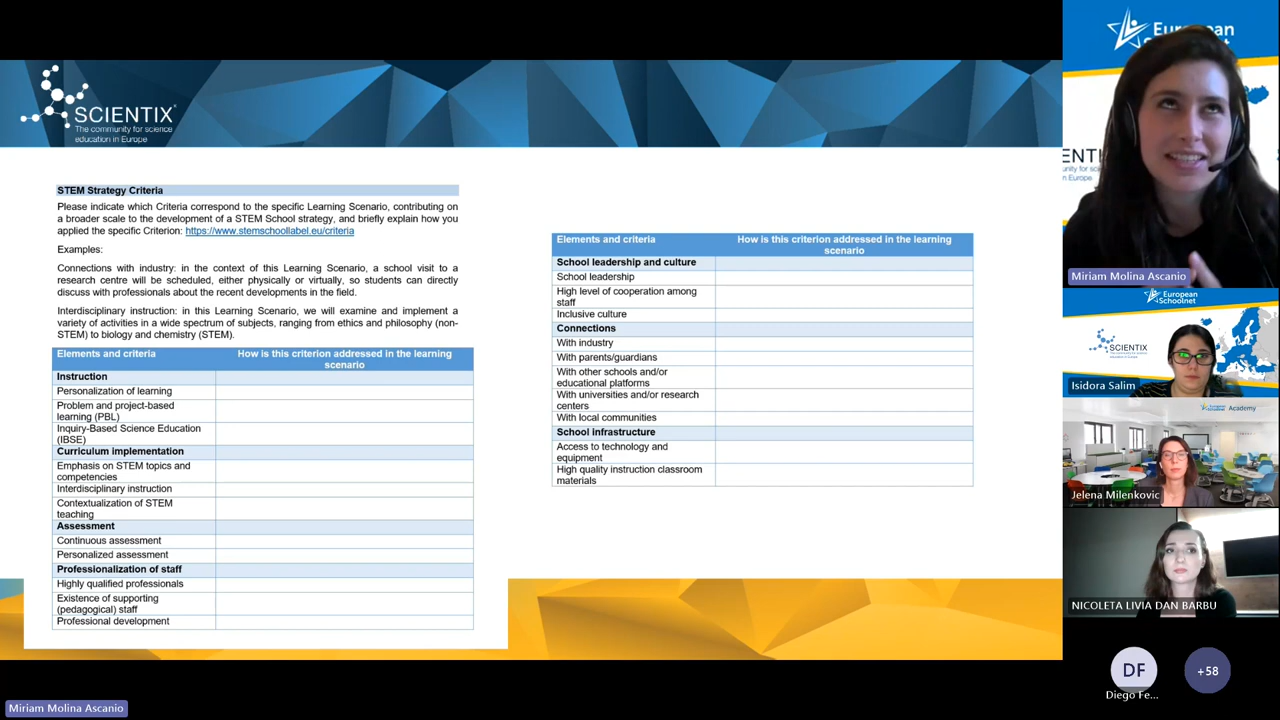 SCIENTIX®
The community for science
education in Europe
STEM Strategy Criteria
Please indicate which Criteria correspond to the specific Learning Scenario, contributing on
a broader scale to the development of a STEM School strategy, and briefly explain how you
applied the specific Criterion: https://www.stemschoollabel.eu/criteria
Examples:
Connections with industry: in the context of this Learning Scenario, a school visit to a
research centre will be scheduled, either physically or virtually, so students can directly
discuss with professionals about the recent developments in the field.
Interdisciplinary instruction: in this Learning Scenario, we will examine and implement a
variety of activities in a wide spectrum of subjects, ranging from ethics and philosophy (non-
STEM) to biology and chemistry (STEM).
Elements and criteria
How is this criterion addressed in the learning
scenario
Instruction
Personalization of learning
Problem and project-based
learning (PBL)
Inquiry-Based Science Education
(IBSE)
Curriculum implementation
Emphasis on STEM topics and
competencies
Interdisciplinary instruction
Contextualization of STEM
teaching
Assessment
Continuous assessment
Personalized assessment
Professionalization of staff
Highly qualified professionals
Existence of supporting
(pedagogical) staff
Professional development
Elements and criteria
How is this criterion addressed in the learning
scenario
School leadership and culture
School leadership
High level of cooperation among
staff
Inclusive culture
Connections
With industry
With parents/guardians
With other schools and/or
educational platforms
With universities and/or research
centers
With local communities
School infrastructure
Access to technology and
equipment
High quality instruction classroom
materials
Miriam Molina Ascanio
European
Schoolnet
SCIENTIX
Isidora Salim
Academy
Jelena Milenkovic
NICOLETA LIVIA DAN BARBU
DF
Diego Fe...
+58
Miriam Molina Ascanio